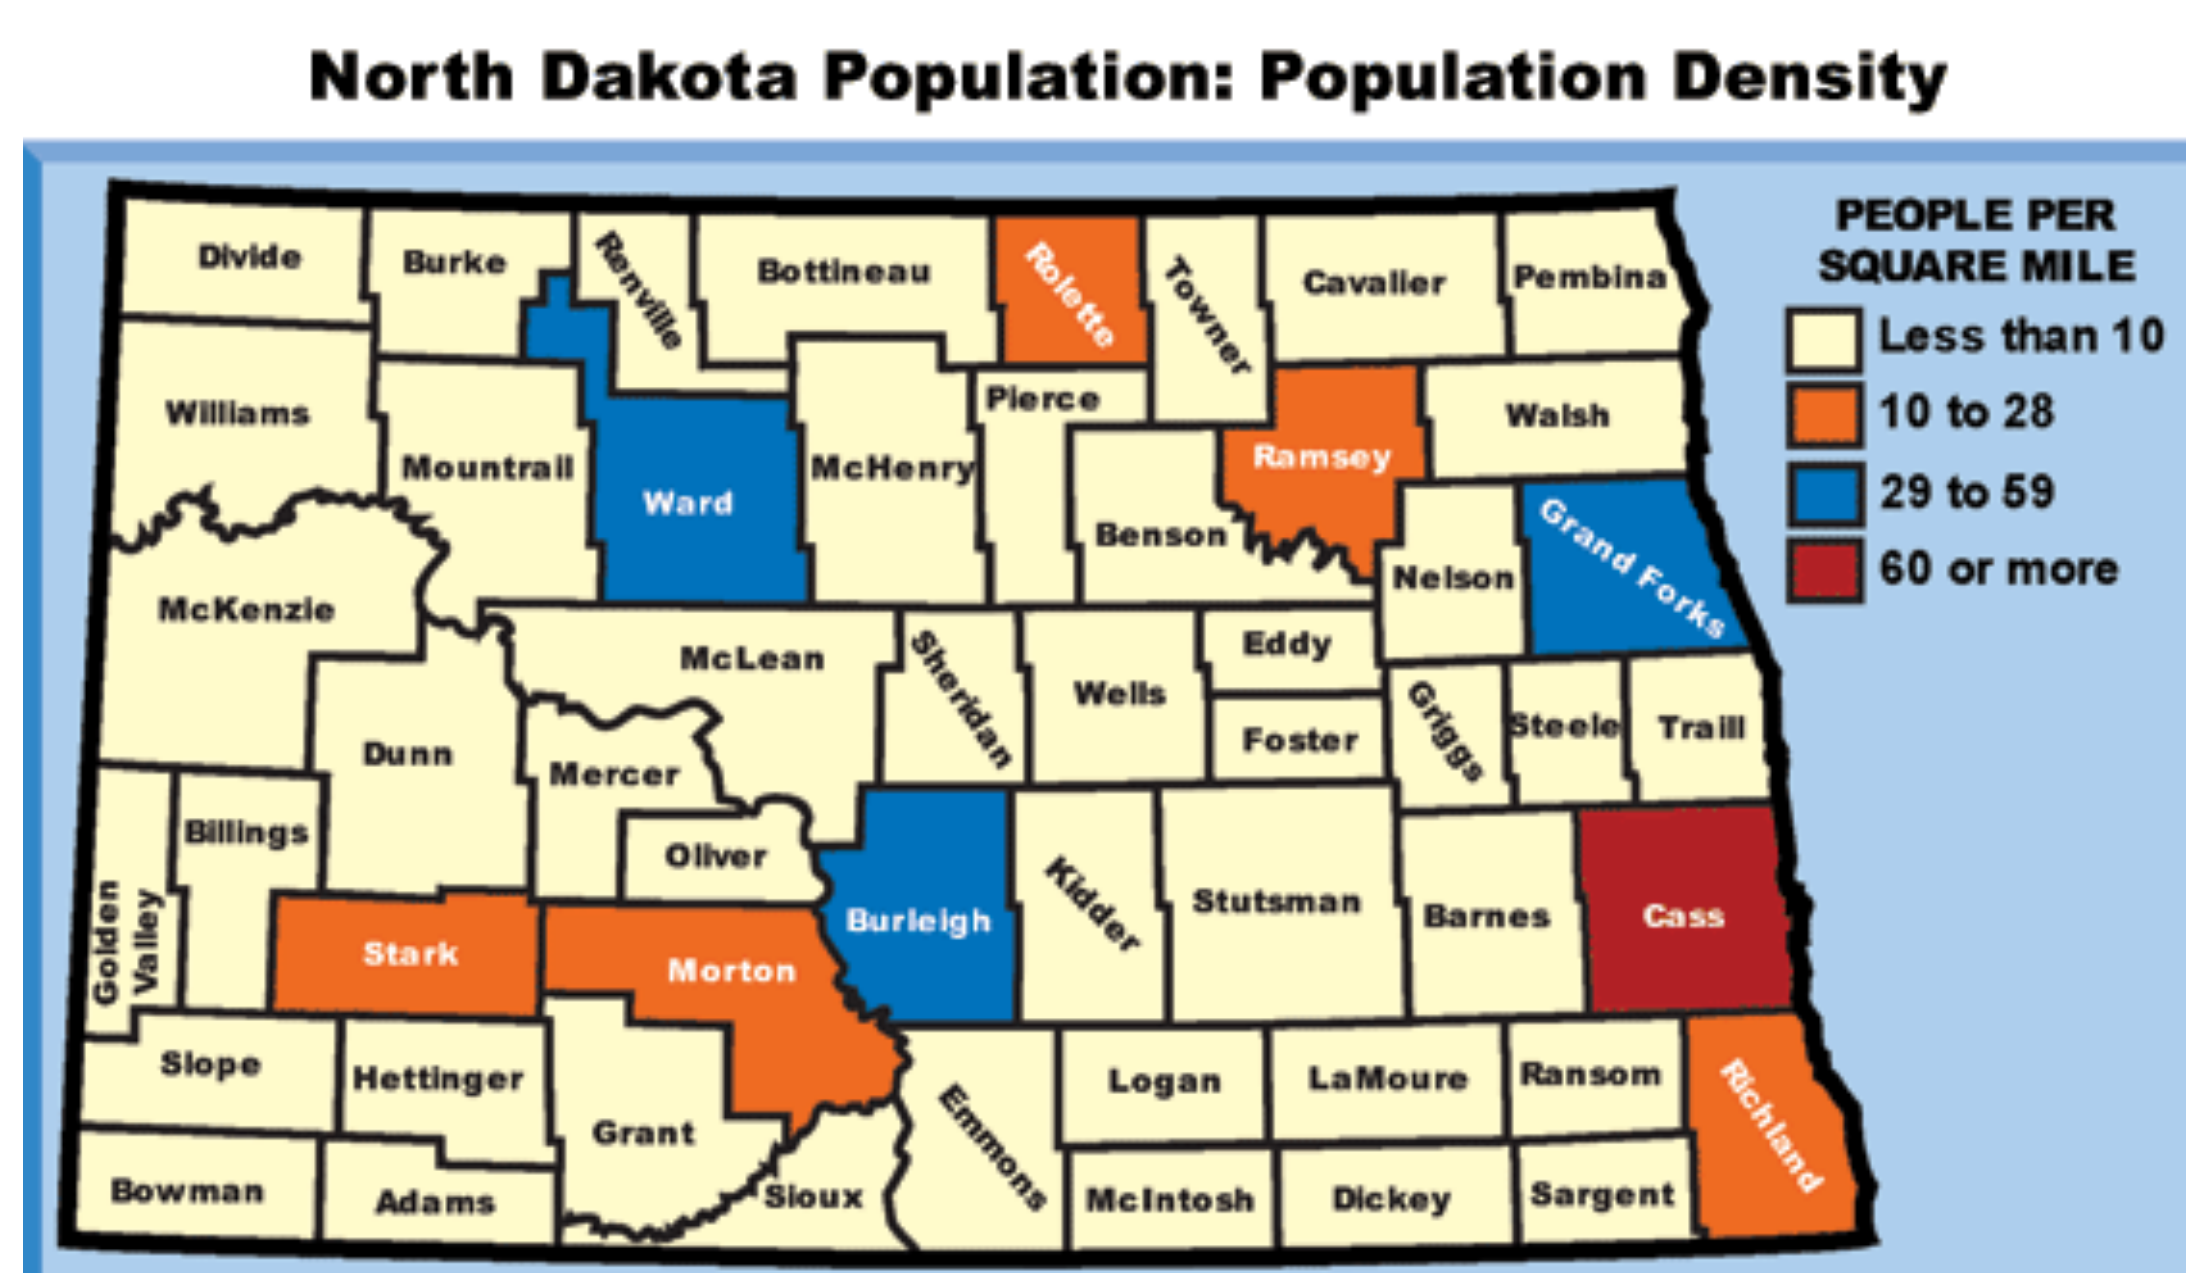 North Dakota Population: Population Density
PEOPLE PER
SQUARE MILE
Less than 10
10 to 28
29 to 59
60 or more
Divide
Burke
Renville
Bottineau
Rolette
Towner
Cavalier
Pembina
Williams
Mountrail
Ward
McHenry
Pierce
Benson
Ramsey
Walsh
Nelson
Grand Forks
McKenzie
Dunn
McLean
Mercer
Oliver
Sheridan
Wells
Eddy
Foster
Griggs
Steele
Traill
Golden
Valley
Billings
Stark
Morton
Burleigh
Kidder
Stutsman
Barnes
Cass
Slope
Hettinger
Grant
Bowman
Adams
Sioux
Emmons
Logan
LaMoure
Ransom
Richland
McIntosh
Dickey
Sargent